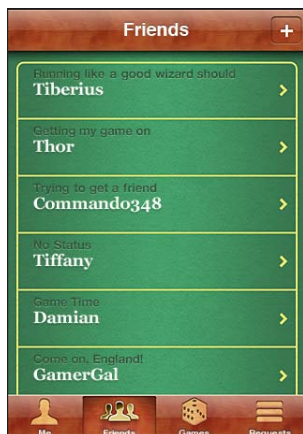 Friends
+
Running like a good wizard should
Tiberius
Getting my game on
Thor
Trying to get a friend
Commando348
No Status
Tiffany
Game Time
Damian
Come on, England!
GamerGal
Me
Friends
Games
Requests